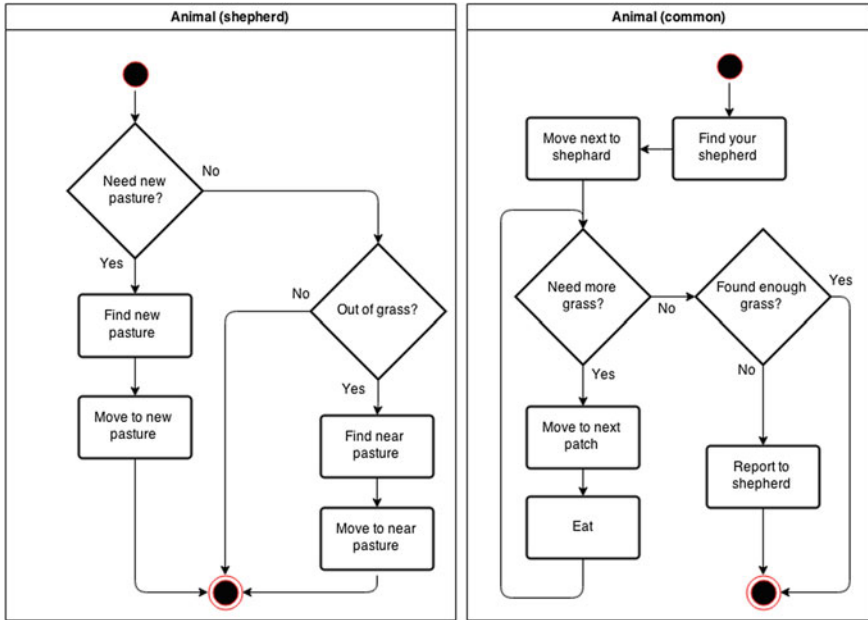 Animal (shepherd)
Need new
pasture?
No
Yes
Find new
pasture
Move to new
pasture
No
Out of grass?
Yes
Find near
pasture
Move to near
pasture
Animal (common)
Find your
shepherd
Move next to
shephard
Need more
grass?
No
Found enough
grass?
Yes
Yes
Move to next
patch
Eat
No
Report to
shepherd